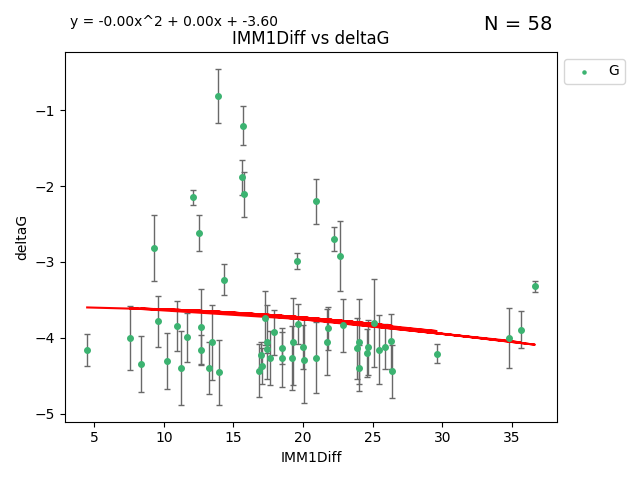 y = -0.00x^2 + 0.00x + -3.60
N = 58
IMM1Diff vs deltaG
G
deltaG
−1
−2
−3
−4
−5
5 10 15 20 25 30 35
IMM1Diff